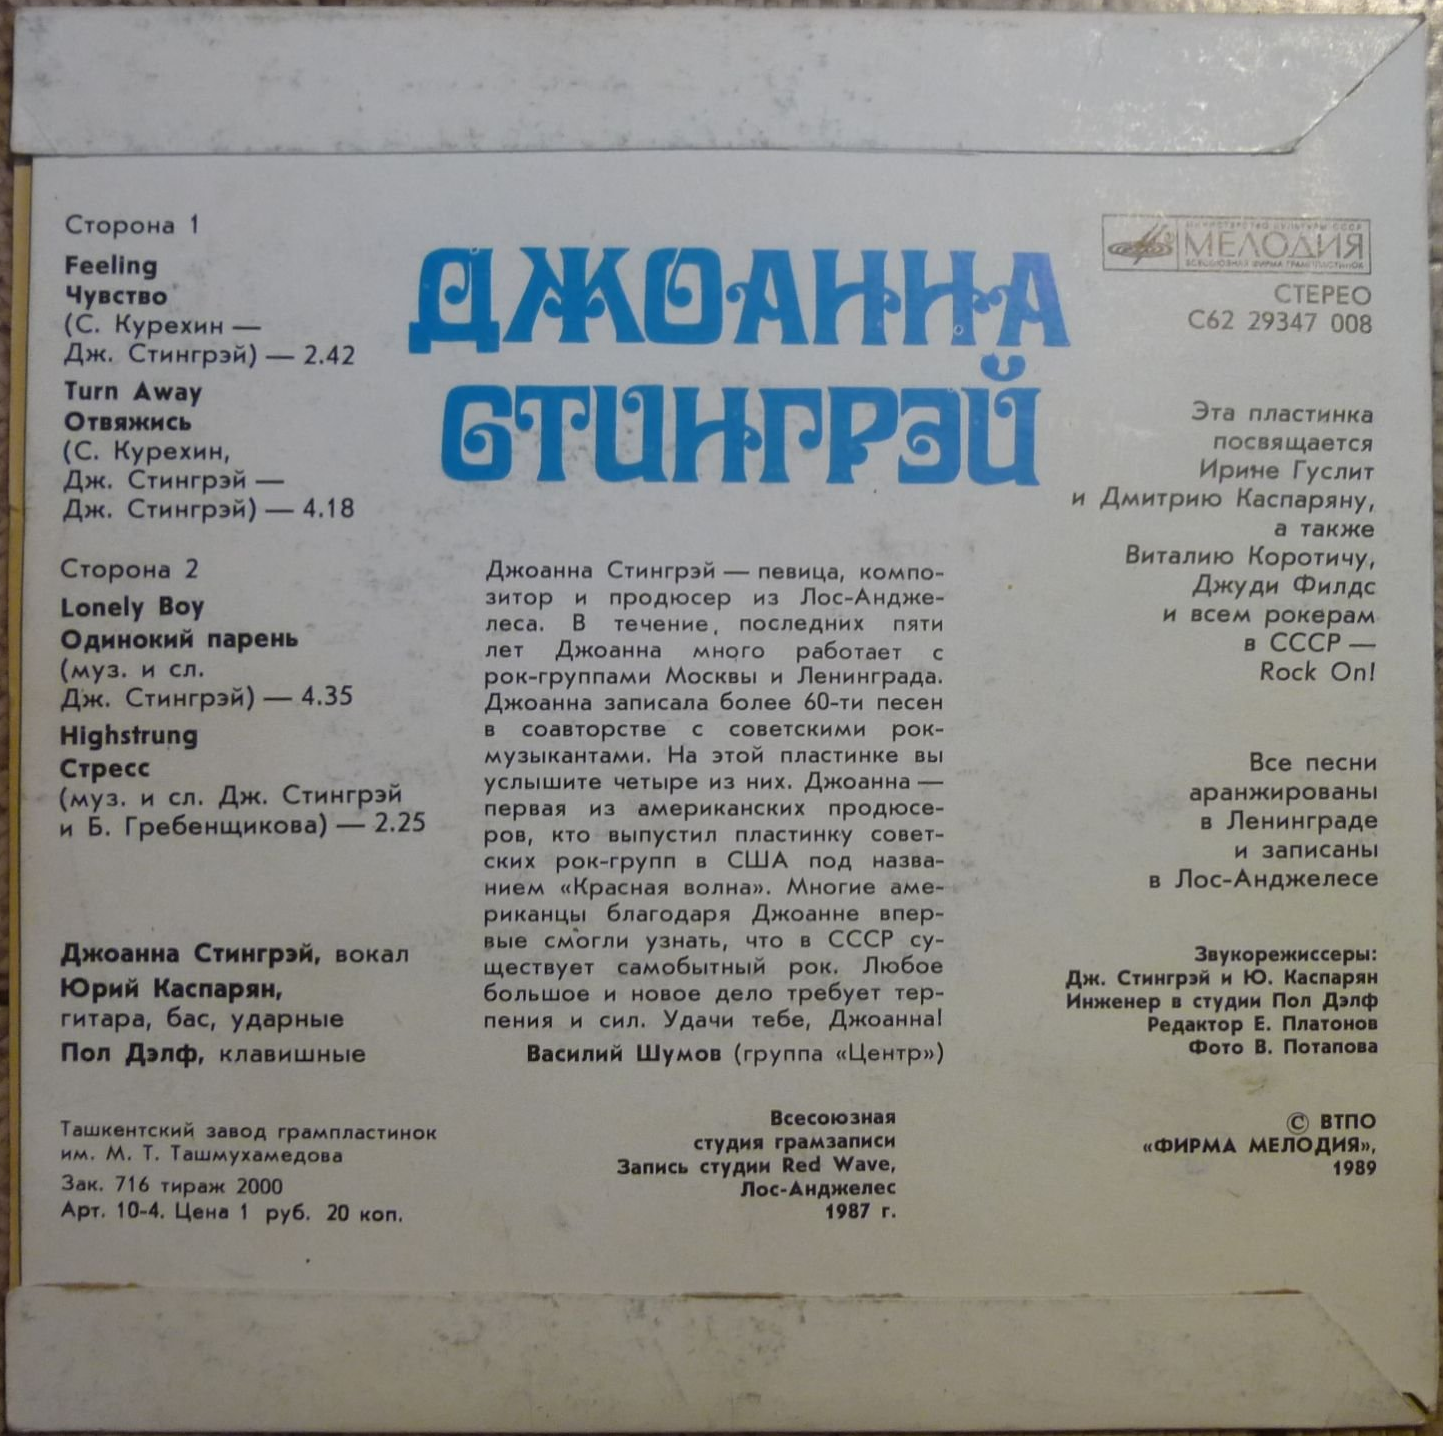 Сторона 1
Feeling
Чувство
(С. Курехин —
Дж. Стингрэй) — 2.42
Turn Away
Отвяжись
(С. Курехин,
Дж. Стингрэй —
Дж. Стингрэй) — 4.18
Сторона 2
Lonely Boy
Одинокий парень
(муз. и сл.
Дж. Стингрэй) — 4.35
Highstrung
Стресс
(муз. и сл. Дж. Стингрэй
и Б. Гребенщикова) — 2.25
Джоанна Стингрэй, вокал
Юрий Каспарян,
гитара, бас, ударные
Пол Дэлф, клавишные
Ташкентский завод грампластинок
им. М. Т. Ташмухамедова
Зак. 716 тираж 2000
Арт. 10-4. Цена 1 руб. 20 коп.
ДЖОАННА
СТИНГРЭЙ
Джоанна Стингрэй — певица, компо-
зитор и продюсер из Лос-Андже-
леса. В течение последних пяти
лет Джоанна много работает с
рок-группами Москвы и Ленинграда.
Джоанна записала более 60-ти песен
в соавторстве с советскими рок-
музыкантами. На этой пластинке вы
услышите четыре из них. Джоанна —
первая из американских продюсе-
ров, кто выпустил пластинку совет-
ских рок-групп в США под назва-
нием «Красная волна». Многие аме-
риканцы благодаря Джоанне впер-
вые смогли узнать, что в СССР су-
ществует самобытный рок. Любое
большое и новое дело требует тер-
пения и сил. Удачи тебе, Джоанна!
Василий Шумов (группа «Центр»)
Всесоюзная
студия грамзаписи
Запись студии Red Wave,
Лос-Анджелес
1987 г.
МИНИСТЕРСТВО КУЛЬТУРЫ СССР
МЕЛОДИЯ
ВСЕСОЮЗНАЯ ФИРМА ГРАМПЛАСТИНОК
СТЕРЕО
С62 29347 008
Эта пластинка
посвящается
Ирине Гуслит
и Дмитрию Каспаряну,
а также
Виталию Коротичу,
Джуди Филдс
и всем рокерам
в СССР —
Rock On!
Все песни
аранжированы
в Ленинграде
и записаны
в Лос-Анджелесе
Звукорежиссеры:
Дж. Стингрэй и Ю. Каспарян
Инженер в студии Пол Дэлф
Редактор Е. Платонов
Фото В. Потапова
© ВТПО
«ФИРМА МЕЛОДИЯ»,
1989